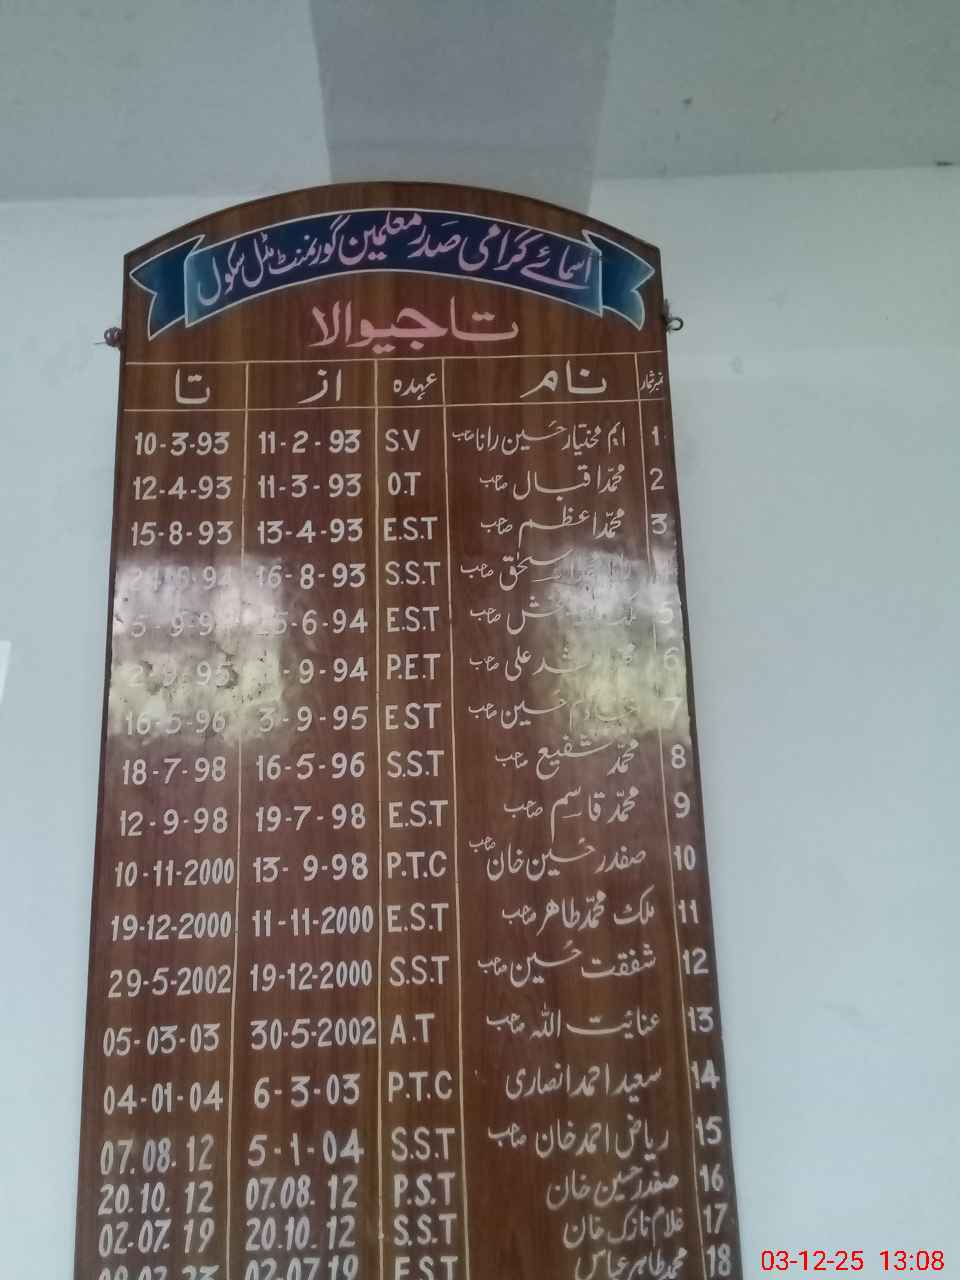 اسمائے گرامی صدر معلمین گورنمنٹ مڈل سکول
تاجیوالا
نمبر شمار نام عہدہ از تا
1 ایم مختیار حسین رانا صاحب S.V 11-2-93 10-3-93
2 محمد اقبال صاحب O.T 11-3-93 12-4-93
3 محمد اعظم صاحب E.S.T 13-4-93 15-8-93
صاحب S.S.T 16-8-93
5 صاحب E.S.T
6 علی صاحب P.E.T
7 حسین صاحب EST 3-9-95 16-5-96
8 محمد شفیع صاحب S.S.T 16-5-96 18-7-98
9 محمد قاسم صاحب E.S.T 19-7-98 12-9-98
10 صفدر حسین خان صاحب P.T.C 13-9-98 10-11-2000
11 ملک محمد طاہر صاحب E.S.T 11-11-2000 19-12-2000
12 شفقت حسین صاحب S.S.T 19-12-2000 29-5-2002
13 عنائیت اللہ صاحب A.T 30-5-2002 05-03-03
14 سعید احمد انصاری P.T.C 6-3-03 04-01-04
15 ریاض احمد خان صاحب S.S.T 5-1-04 07.08.12
16 صفدر حسین خان P.S.T 07.08.12 20.10.12
17 غلام نازک خان S.S.T 20.10.12 02-07.19
18 محمد طاہر عباس E.S.T 02-07.19
03-12-25 13:08